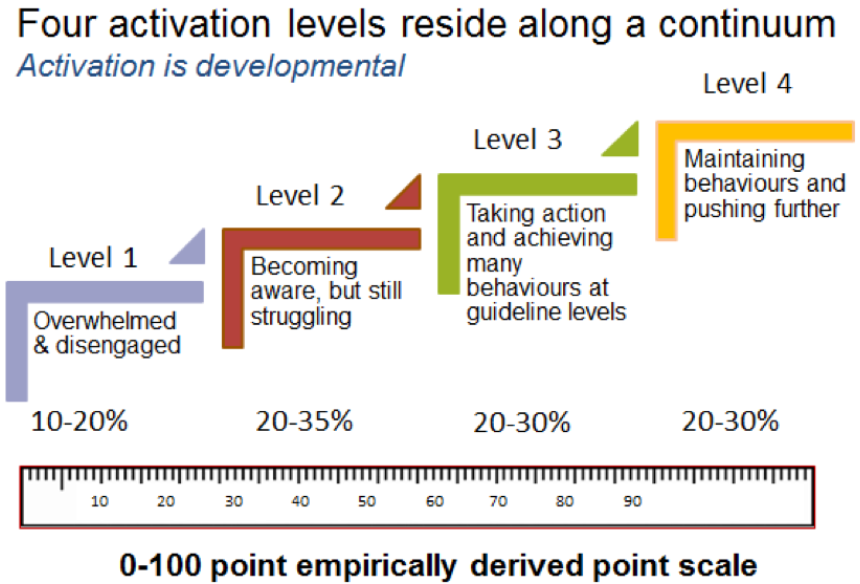 Four activation levels reside along a continuum
Activation is developmental
Level 1
Overwhelmed
& disengaged
Level 2
Becoming
aware, but still
struggling
Level 3
Taking action
and achieving
many
behaviours at
guideline levels
Level 4
Maintaining
behaviours and
pushing further
10-20% 20-35% 20-30% 20-30%
10 20 30 40 50 60 70 80 90
0-100 point empirically derived point scale